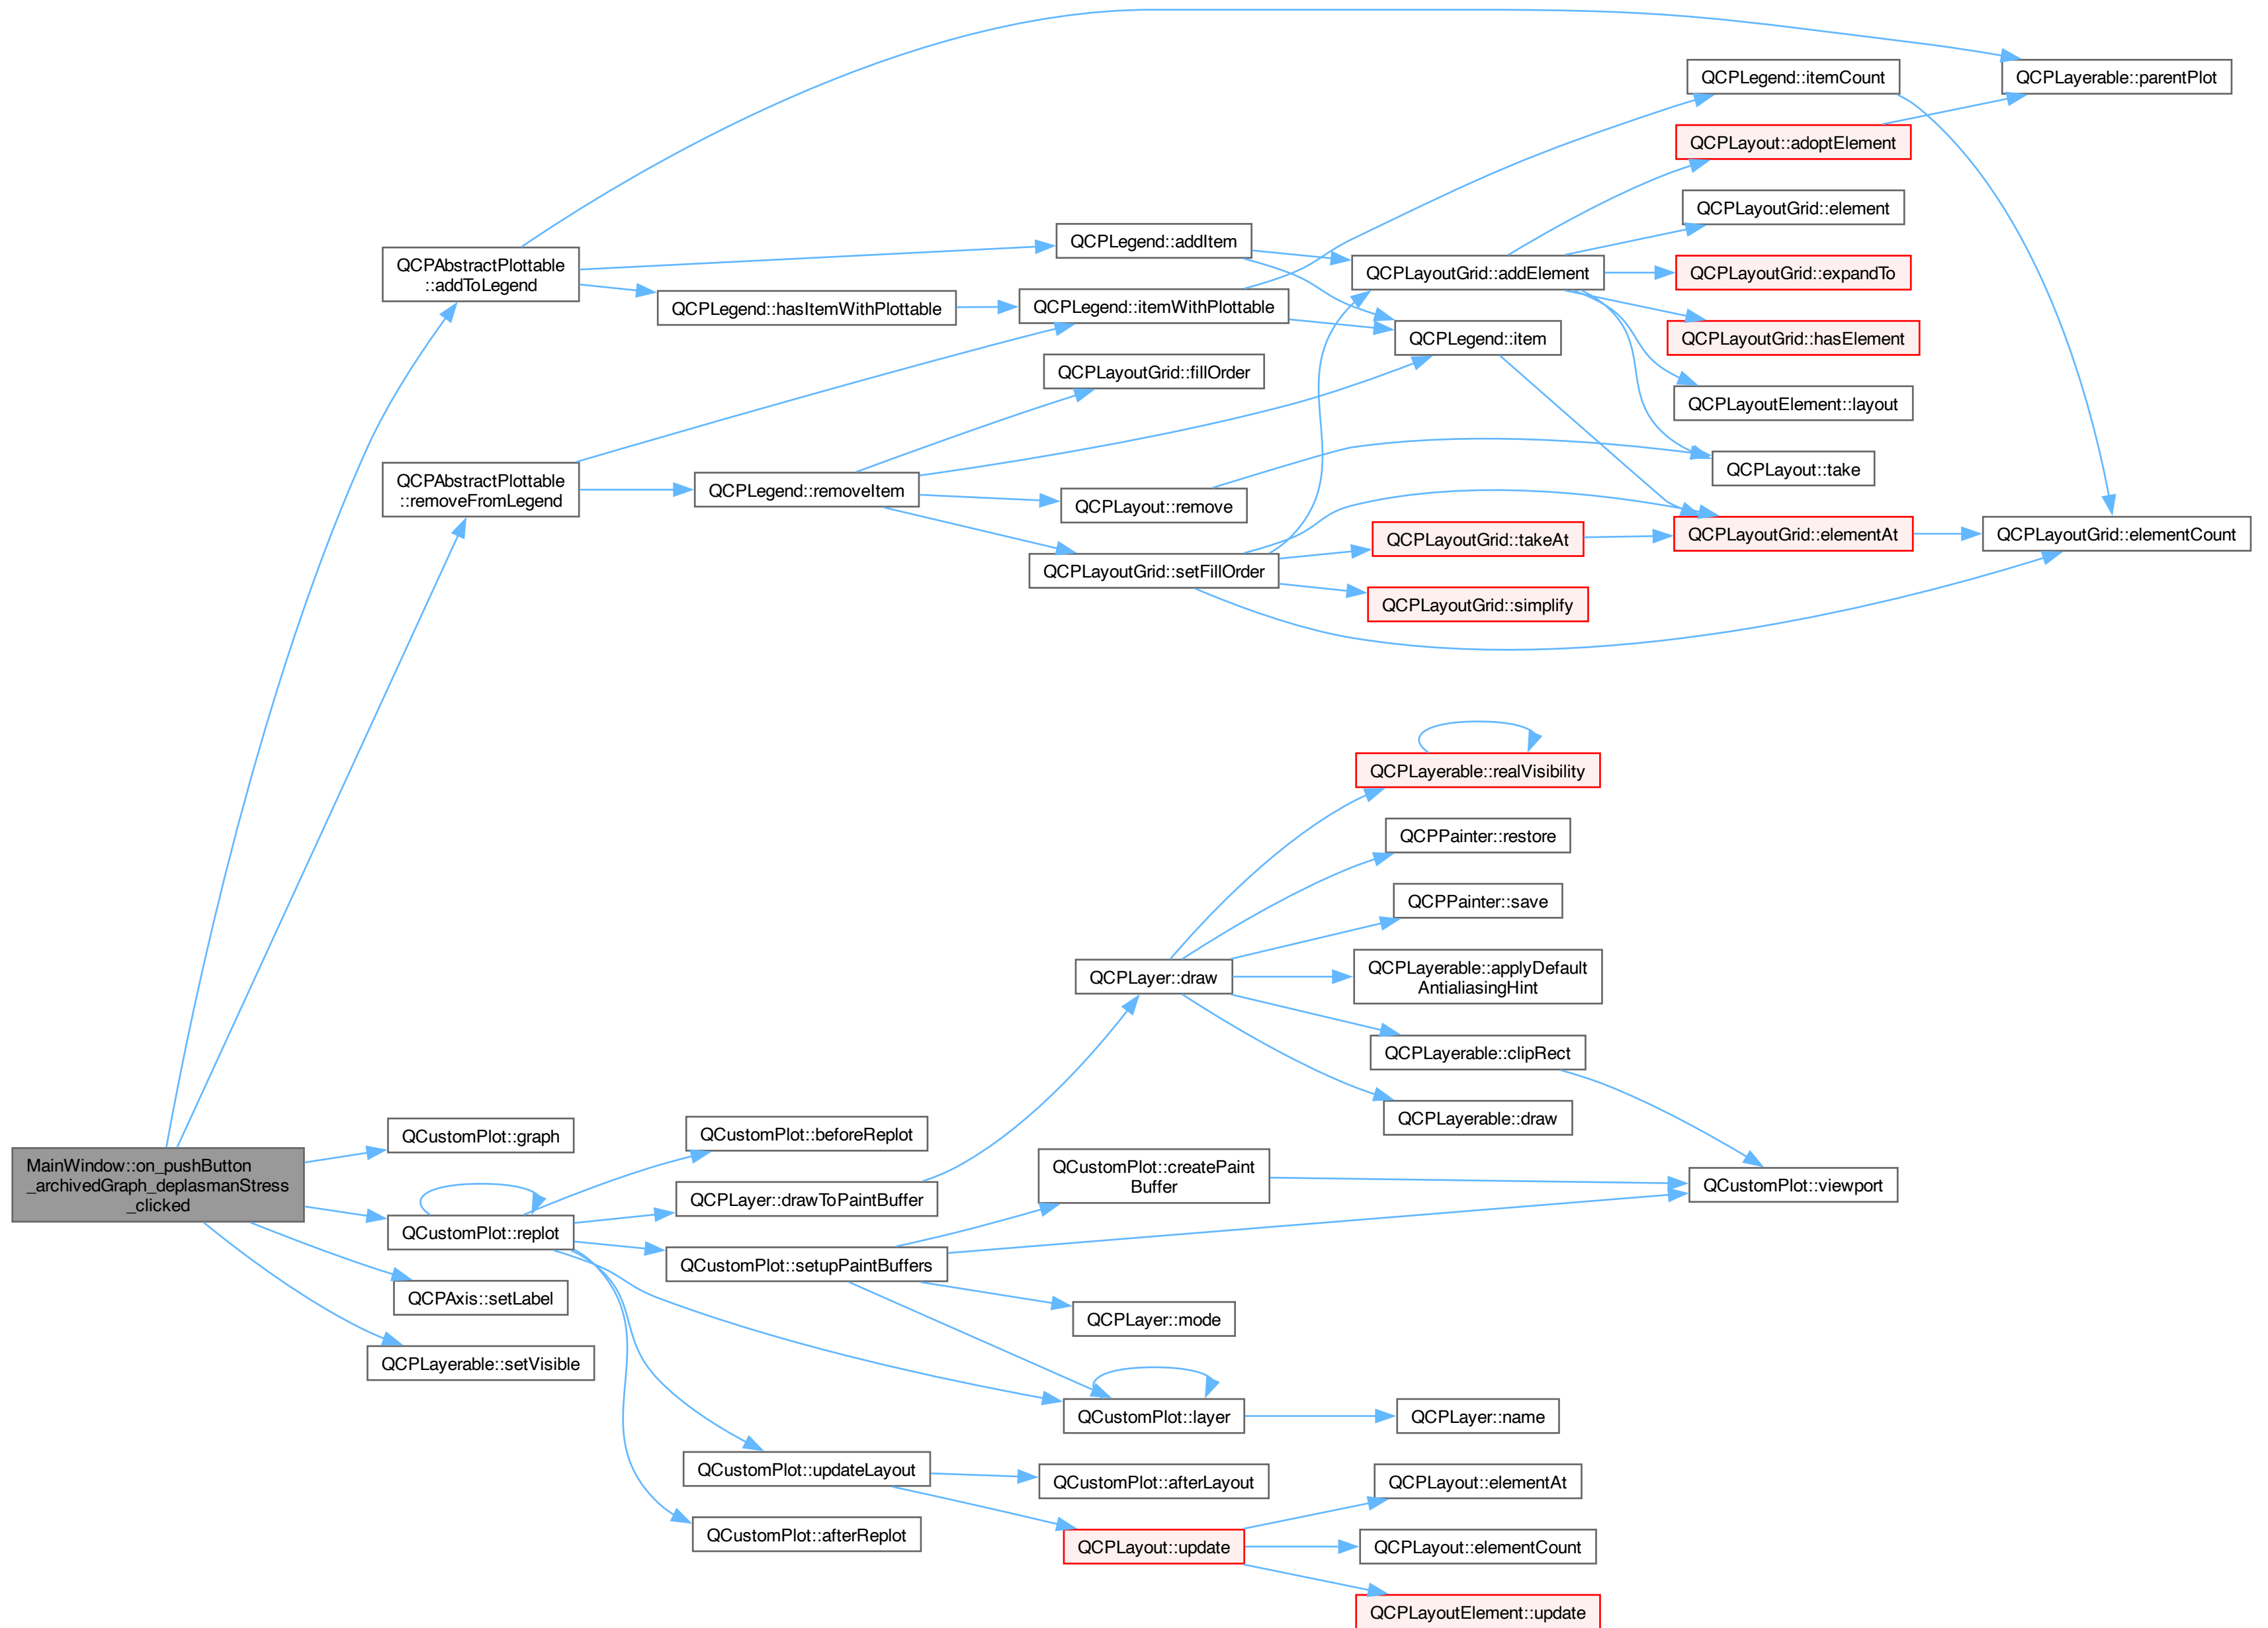 QCPLegend::itemCount
QCPLayerable::parentPlot
QCPLayout::adoptElement
QCPLayoutGrid::element
QCPLegend::addItem
QCPAbstractPlottable
::addToLegend
QCPLayoutGrid::addElement
QCPLayoutGrid::expandTo
QCPLegend::hasItemWithPlottable
QCPLegend::itemWithPlottable
QCPLegend::item
QCPLayoutGrid::hasElement
QCPLayoutGrid::fillOrder
QCPLayoutElement::layout
QCPLayout::take
QCPAbstractPlottable
::removeFromLegend
QCPLegend::removeItem
QCPLayout::remove
QCPLayoutGrid::takeAt
QCPLayoutGrid::elementAt
QCPLayoutGrid::elementCount
QCPLayoutGrid::setFillOrder
QCPLayoutGrid::simplify
QCPLayerable::realVisibility
QCPPainter::restore
QCPPainter::save
QCPLayer::draw
QCPLayerable::applyDefault
AntialiasingHint
QCPLayerable::clipRect
QCPLayerable::draw
QCustomPlot::graph
QCustomPlot::beforeReplot
MainWindow::on_pushButton
_archivedGraph_deplasmanStress
_clicked
QCustomPlot::createPaint
Buffer
QCustomPlot::viewport
QCPLayer::drawToPaintBuffer
QCustomPlot::replot
QCustomPlot::setupPaintBuffers
QCPAxis::setLabel
QCPLayer::mode
QCPLayerable::setVisible
QCustomPlot::layer
QCPLayer::name
QCustomPlot::updateLayout
QCustomPlot::afterLayout
QCPLayout::elementAt
QCustomPlot::afterReplot
QCPLayout::update
QCPLayout::elementCount
QCPLayoutElement::update